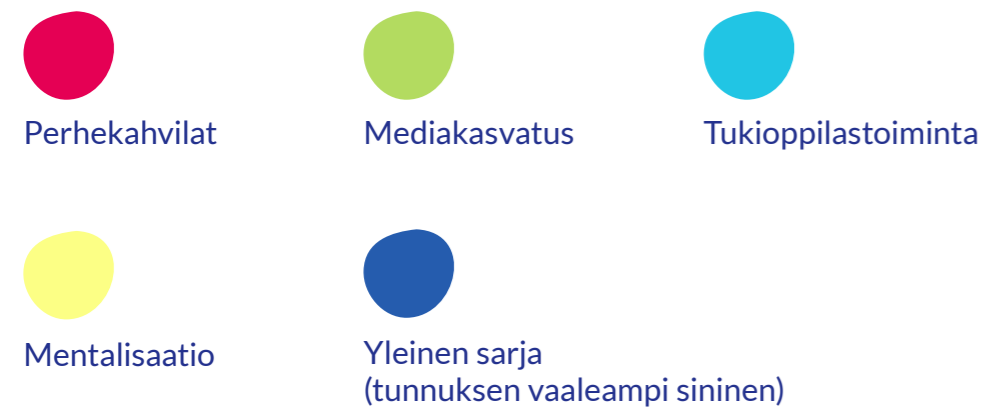 Perhekahvilat
Mediakasvatus
Tukioppilastoiminta
Mentalisaatio
Yleinen sarja
(tunnuksen vaaleampi sininen)